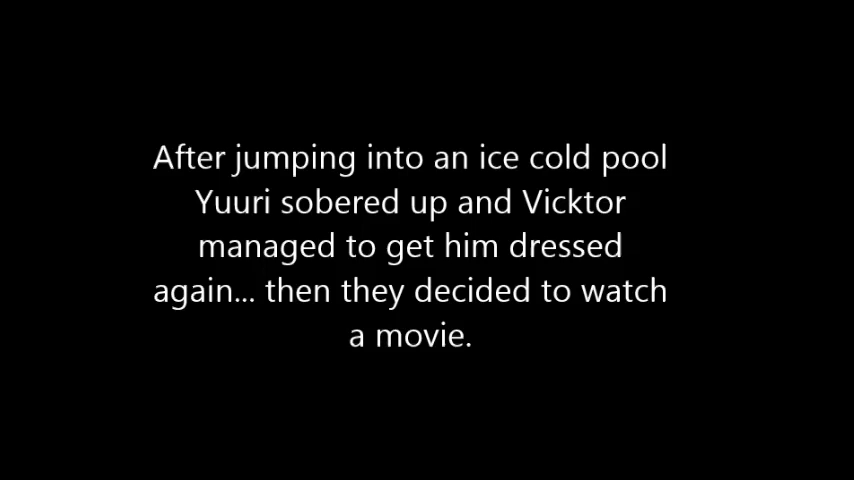 After jumping into an ice cold pool
Yuuri sobered up and Vicktor
managed to get him dressed
again... then they decided to watch
a movie.